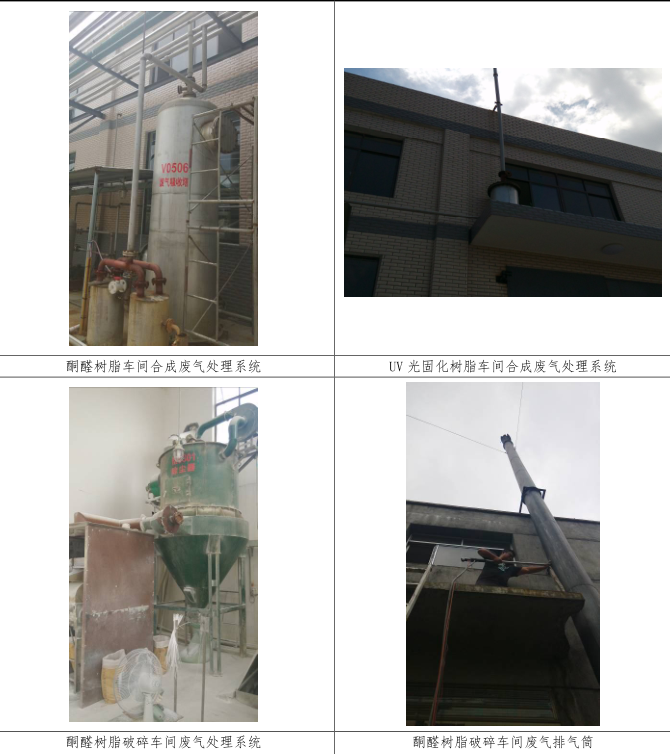 V0506
废气吸收塔
酮醛树脂车间合成废气处理系统
UV 光固化树脂车间合成废气处理系统
除尘器
酮醛树脂破碎车间废气处理系统
酮醛树脂破碎车间废气排气筒